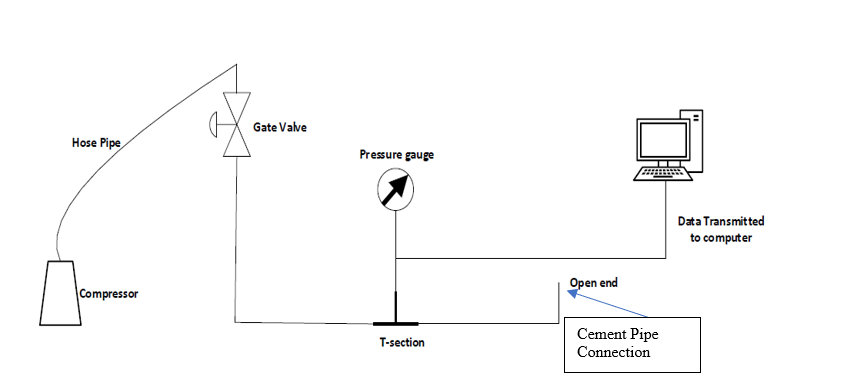 Hose Pipe
Gate Valve
Pressure gauge
Data Transmitted
to computer
Compressor
Open end
T-section
Cement Pipe
Connection